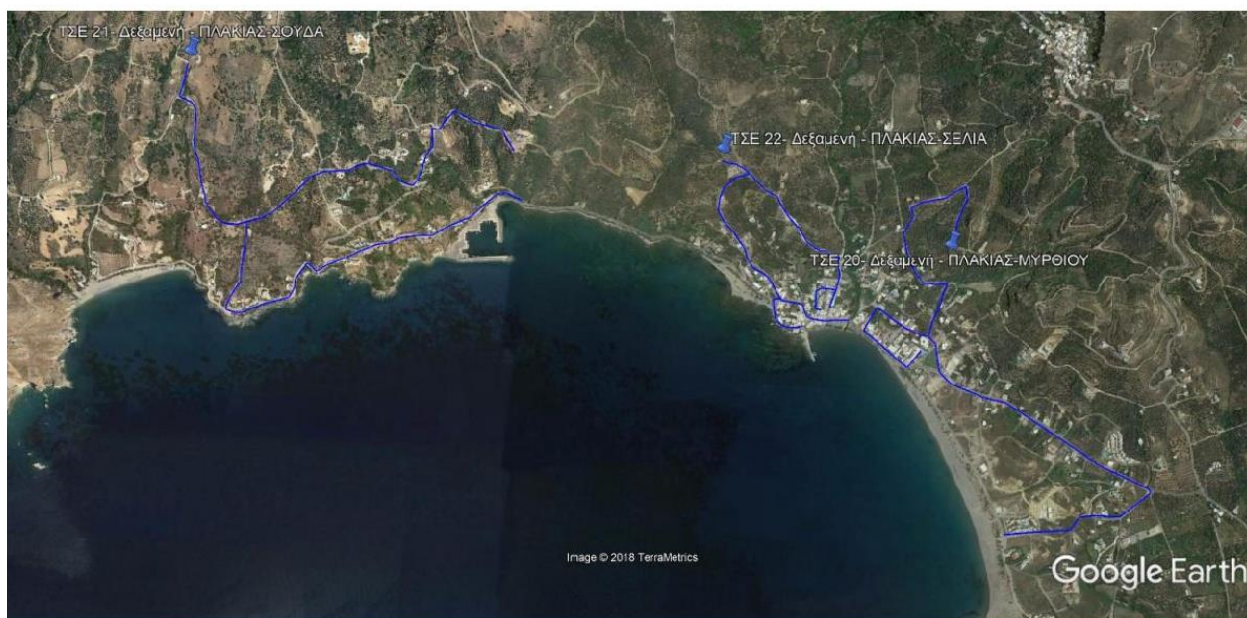 ΤΣΕ 21- Δεξαμενή - ΠΛΑΚΙΑΣ-ΣΟΥΔΑ
ΤΣΕ 22- Δεξαμενή - ΠΛΑΚΙΑΣ-ΣΕΛΙΑ
ΤΣΕ 20- Δεξαμενή - ΠΛΑΚΙΑΣ-ΜΥΡΘΙΟΥ
Image © 2018 TerraMetrics
Google Earth